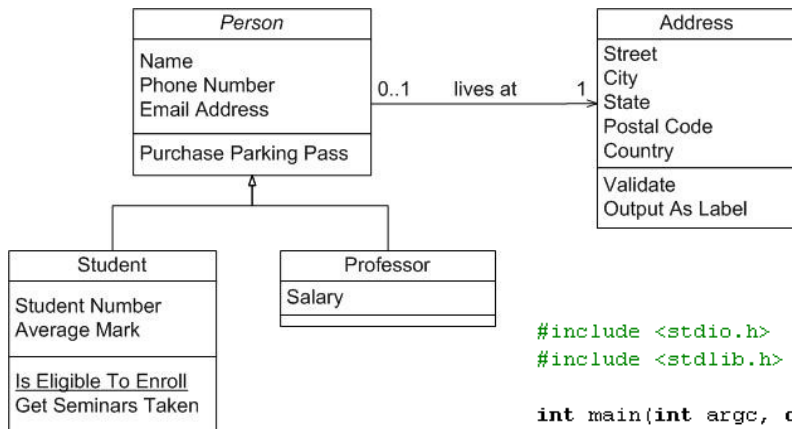 Person
Name
Phone Number
Email Address
Purchase Parking Pass
0..1 lives at 1
Address
Street
City
State
Postal Code
Country
Validate
Output As Label
Student
Student Number
Average Mark
Is Eligible To Enroll
Get Seminars Taken
Professor
Salary
#include <stdio.h>
#include <stdlib.h>
int main(int argc,